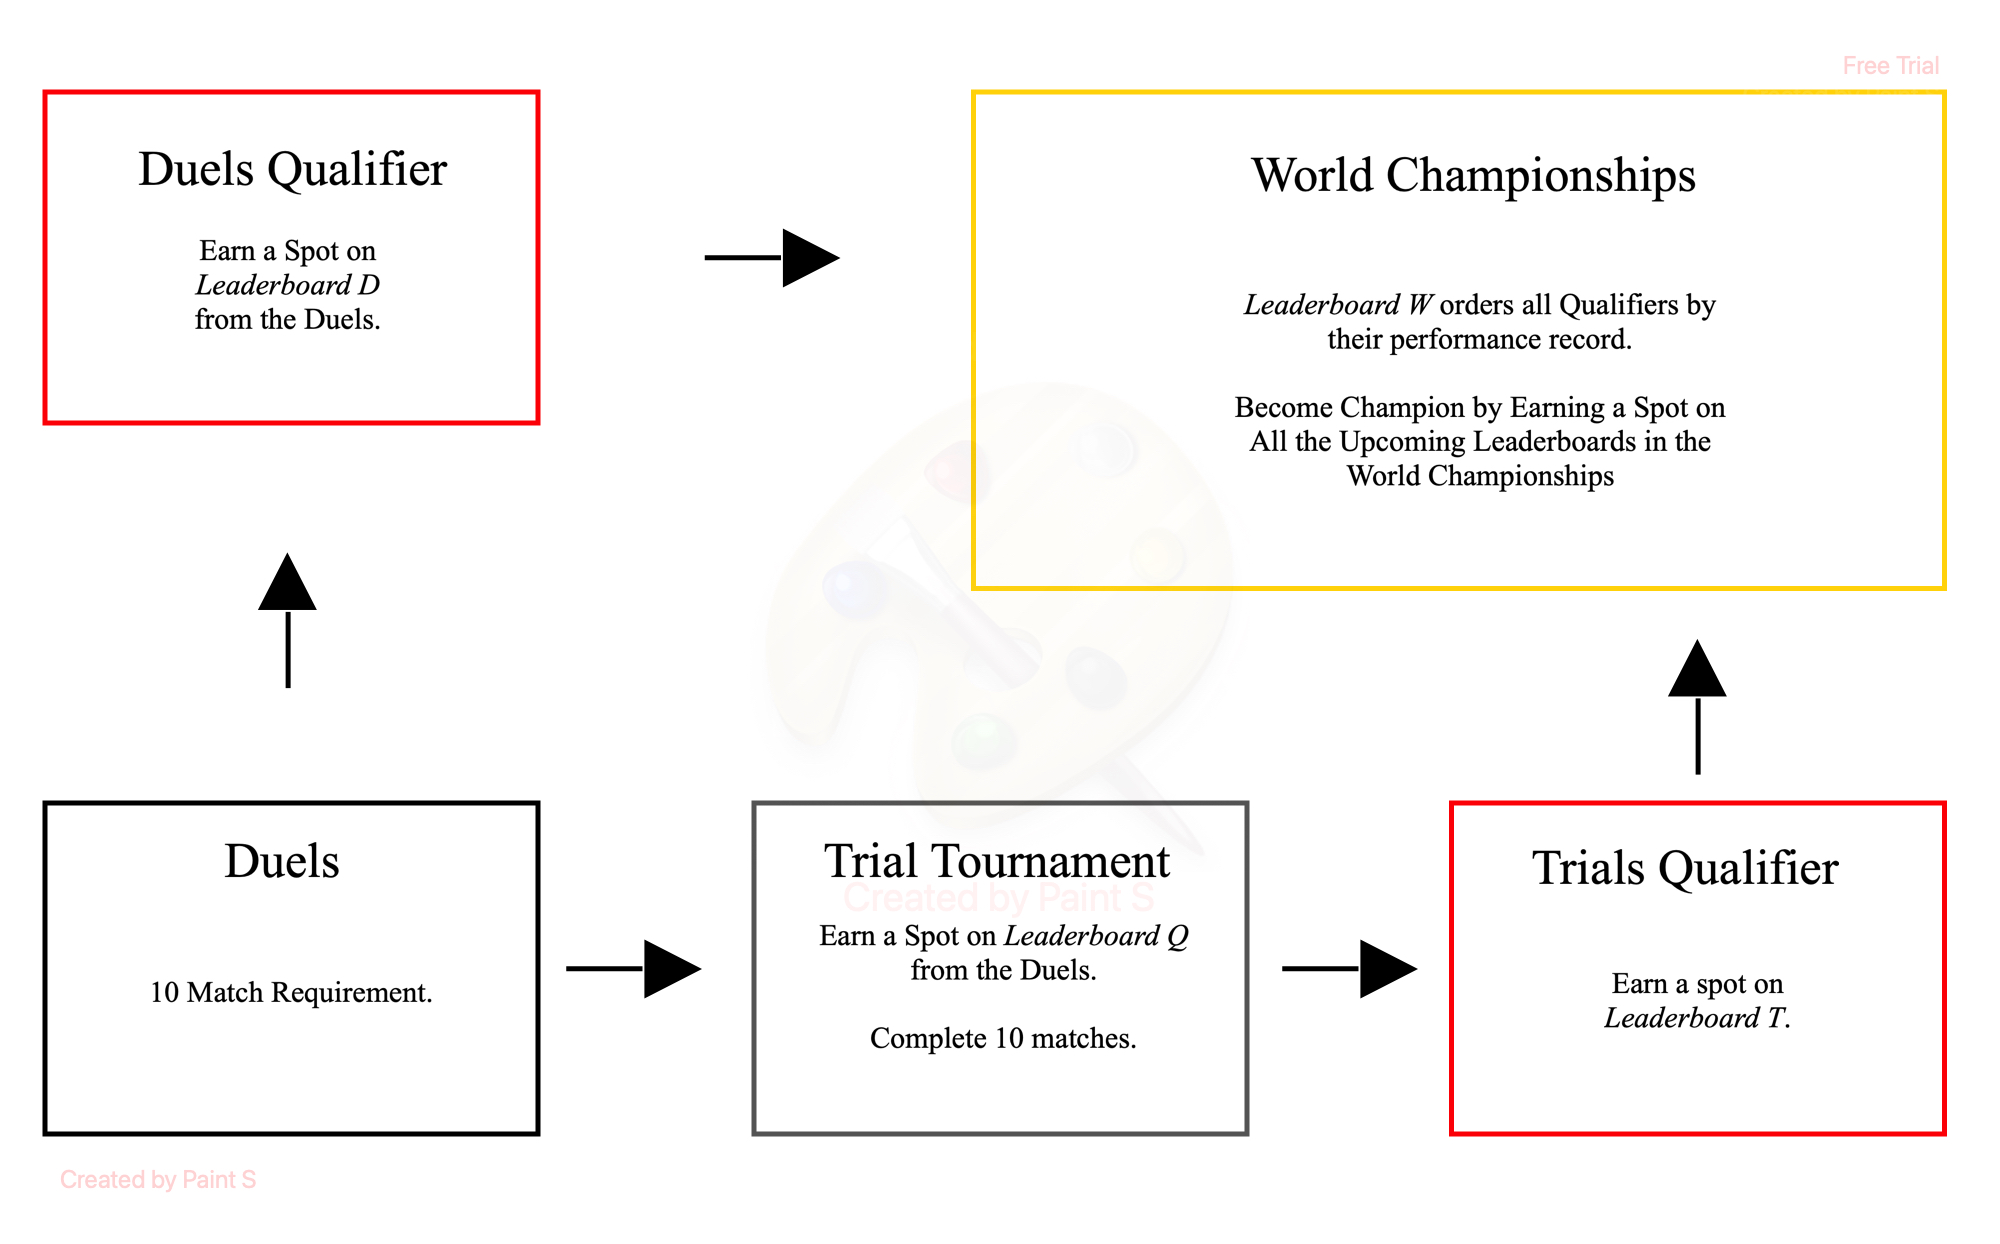 Free Trial
Duels Qualifier
Earn a Spot on
Leaderboard D
from the Duels.
World Championships
Leaderboard W orders all Qualifiers by
their performance record.
Become Champion by Earning a Spot on
All the Upcoming Leaderboards in the
World Championships
Duels
10 Match Requirement.
Trial Tournament
Created by Paint S
Earn a Spot on Leaderboard Q
from the Duels.
Complete 10 matches.
Trials Qualifier
Earn a spot on
Leaderboard T.
Created by Paint S